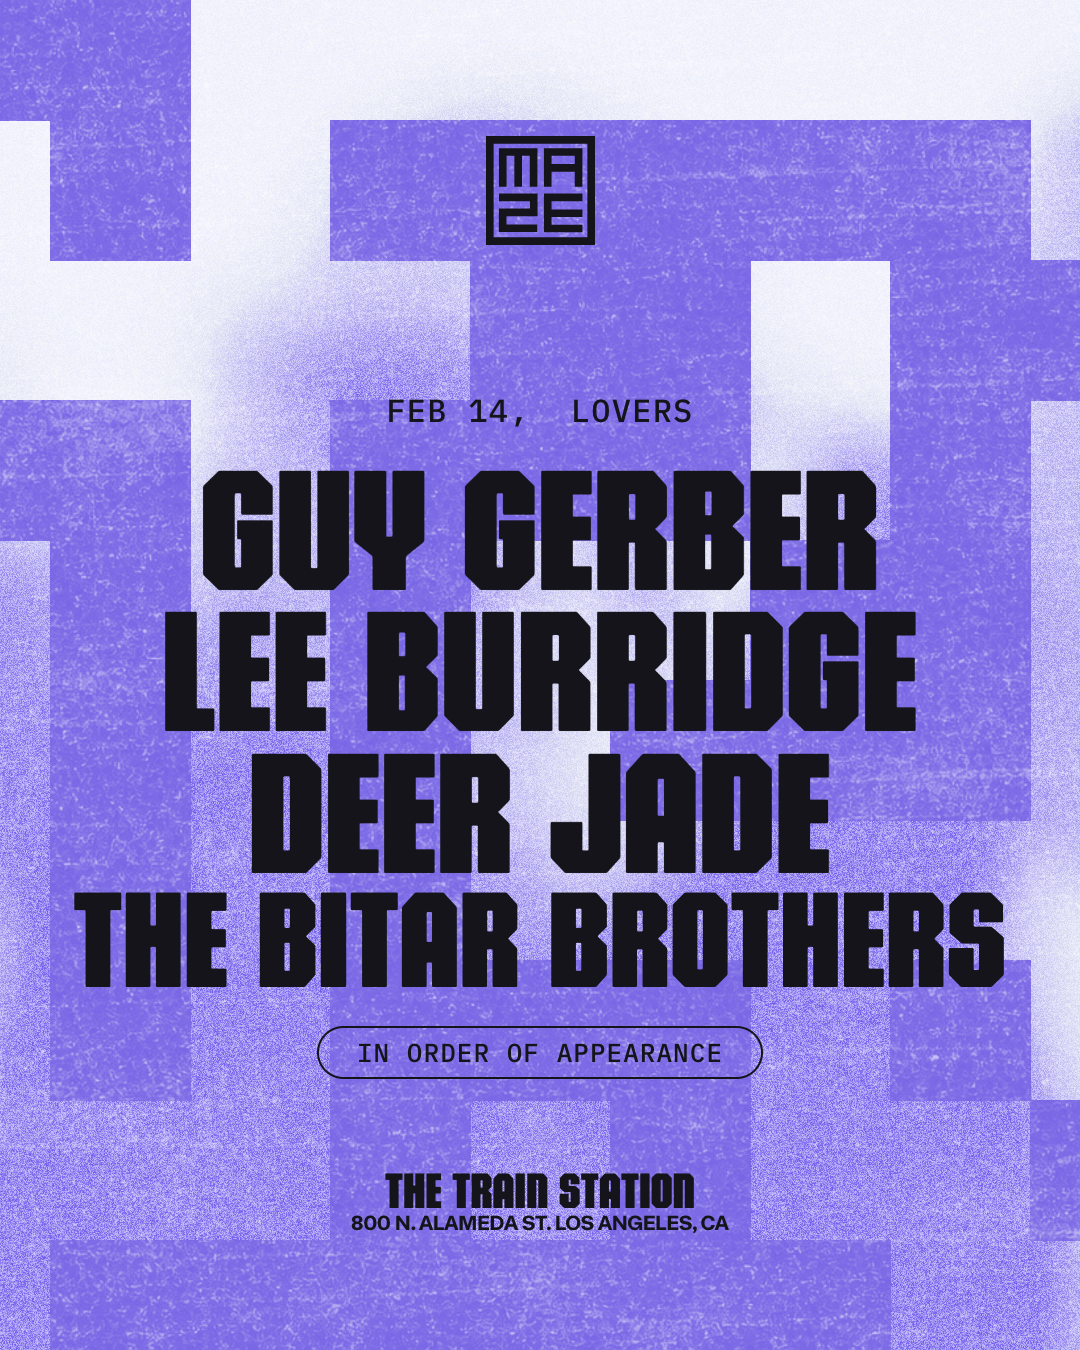 MA
ZE
FEB 14, LOVERS
GUY GERBER
LEE BURRIDGE
DEER JADE
THE BITAR BROTHERS
IN ORDER OF APPEARANCE
THE TRAIN STATION
800 N. ALAMEDA ST. LOS ANGELES, CA